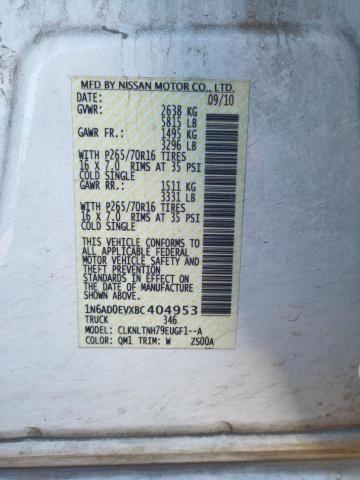 MFD BY NISSAN MOTOR CO., LTD.
DATE: 09/10
GVWR: 2638 KG
5815 LB
GAWR FR.: 1495 KG
3296 LB
WITH P265/70R16 TIRES
16 X 7.0 RIMS AT 35 PSI
COLD SINGLE
GAWR RR.: 1511 KG
3331 LB
WITH P265/70R16 TIRES
16 X 7.0 RIMS AT 35 PSI
COLD SINGLE
THIS VEHICLE CONFORMS TO
ALL APPLICABLE FEDERAL
MOTOR VEHICLE SAFETY
AND THEFT PREVENTION
STANDARDS IN EFFECT ON
THE DATE OF MANUFACTURE
SHOWN ABOVE.
1N6AD0EVXBC404953
TRUCK 346
MODEL: CLKNLTNH79EUGF1--A
COLOR: QM1 TRIM: W ZS00A